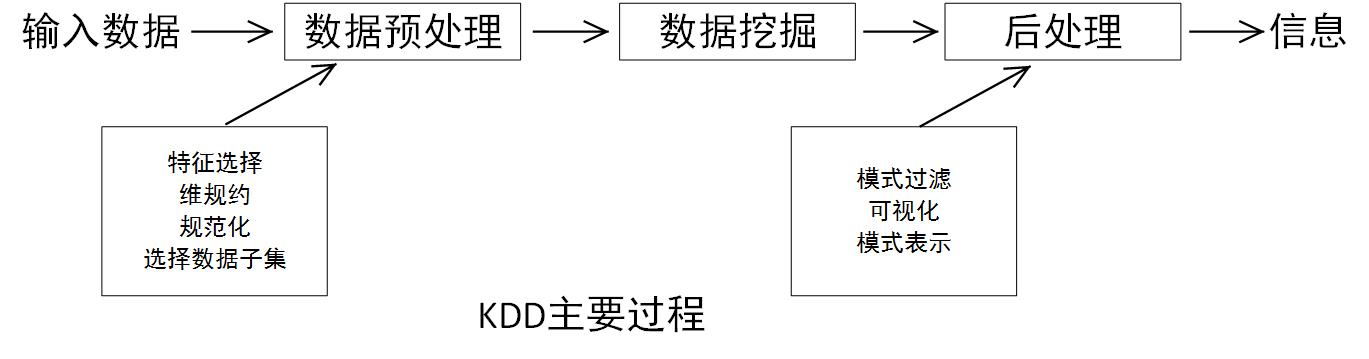 输入数据
数据预处理
数据挖掘
后处理
信息
特征选择
维规约
规范化
选择数据子集
模式过滤
可视化
模式表示
KDD主要过程